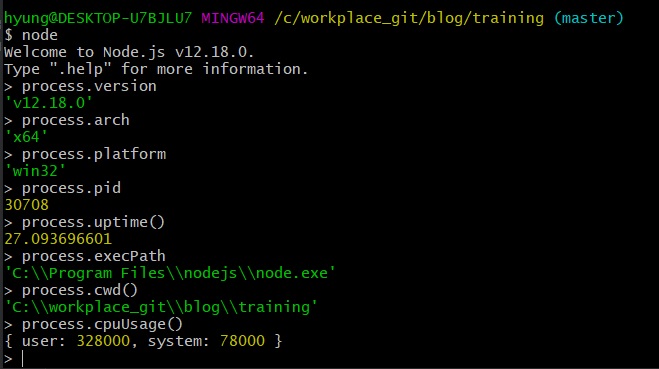 hyung@DESKTOP-U7BJLU7 MINGW64 /c/workplace_git/blog/training (master)
$ node
Welcome to Node.js v12.18.0.
Type ".help" for more information.
> process.version
'v12.18.0'
> process.arch
'x64'
> process.platform
'win32'
> process.pid
30708
> process.uptime()
27.093696601
> process.execPath
'C:\\Program Files\\nodejs\\node.exe'
> process.cwd()
'C:\\workplace_git\\blog\\training'
> process.cpuUsage()
{ user: 328000, system: 78000 }
>